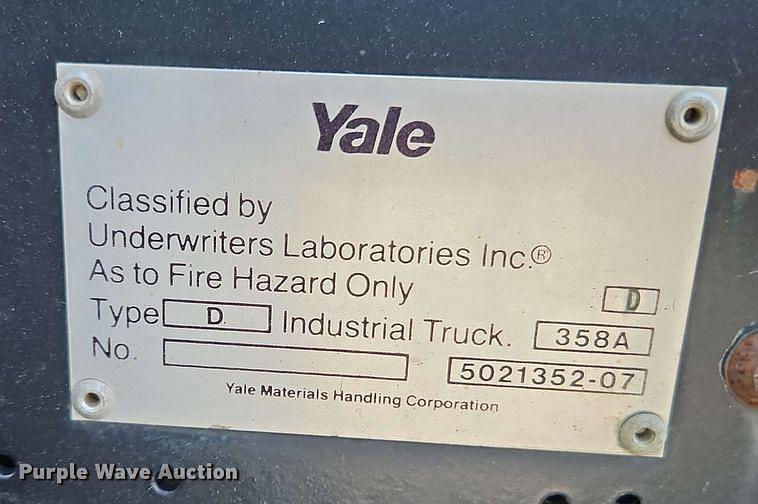 Yale
Classified by
Underwriters Laboratories Inc.®
As to Fire Hazard Only
D
Type D Industrial Truck. 358A
No. 5021352-07
Yale Materials Handling Corporation
Purple Wave Auction